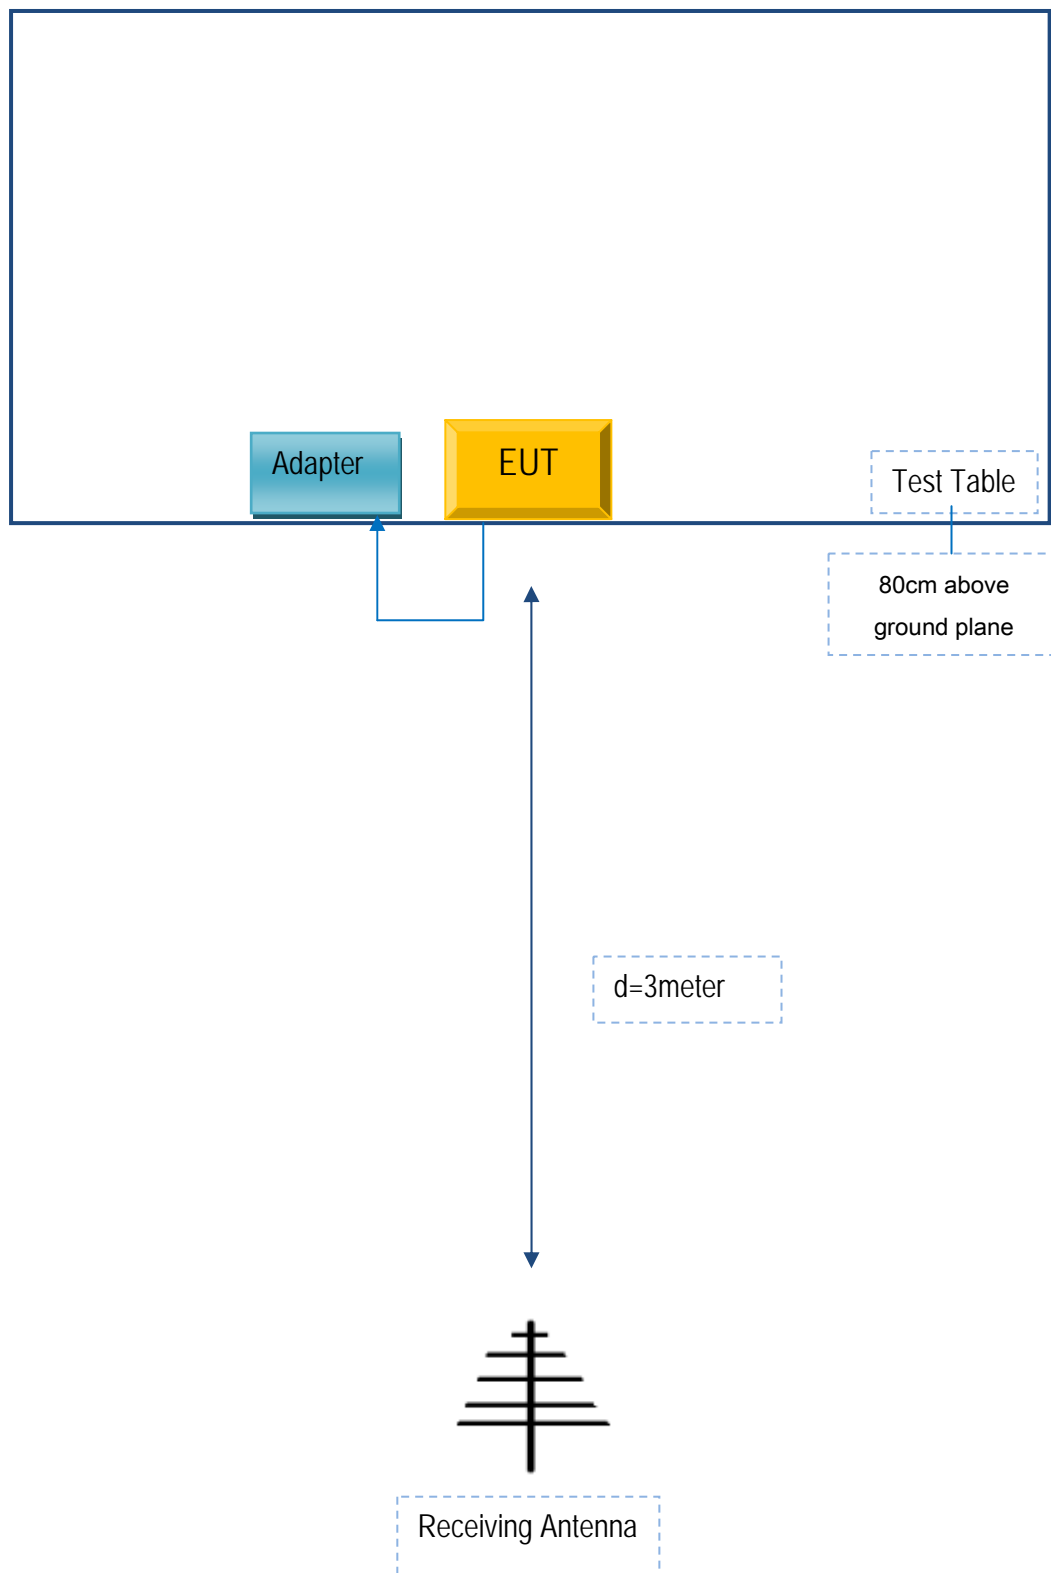 Adapter
EUT
Test Table
80cm above
ground plane
d=3meter
Receiving Antenna